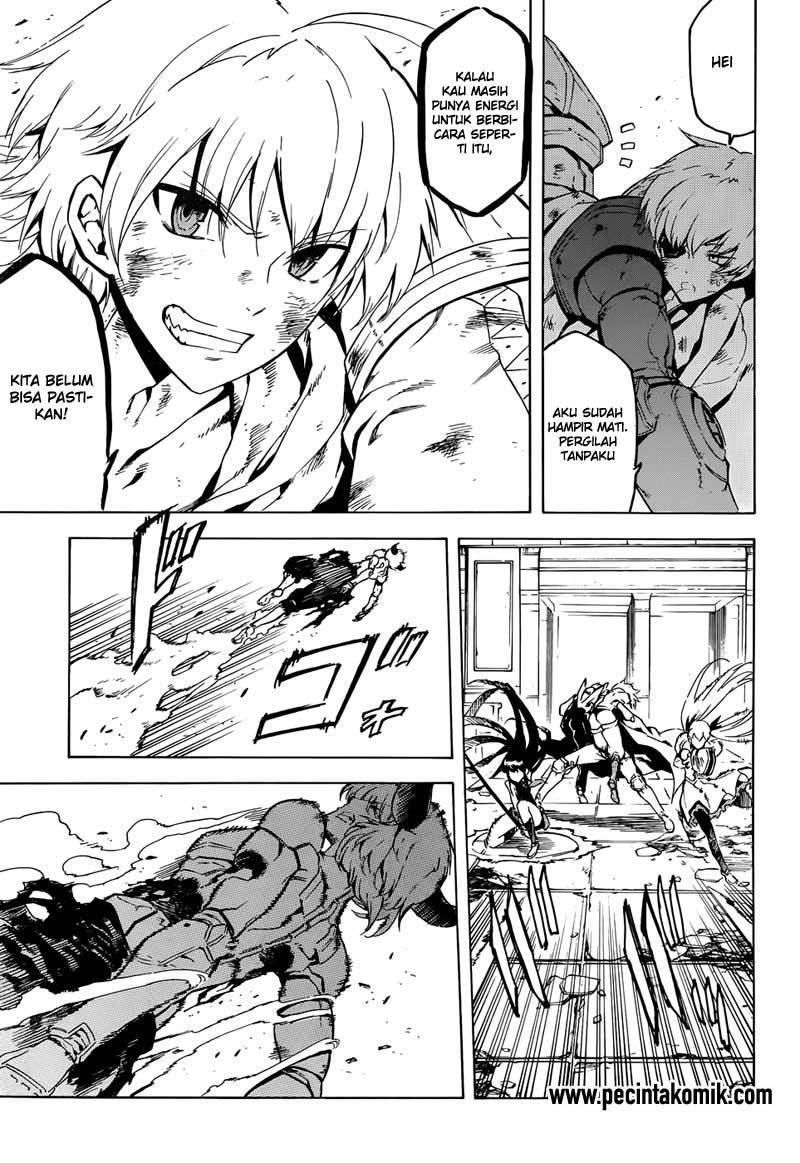 HEI
AKU SUDAH
HAMPIR MATI.
PERGILAH
TANPAKU
KALAU
KAU MASIH
PUNYA ENERGI
UNTUK BERBI-
CARA SEPER-
TI ITU,
KITA BELUM
BISA PASTI-
KAN!
www.pecintakomik.com